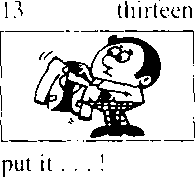 13 thirteen
put it . . . !